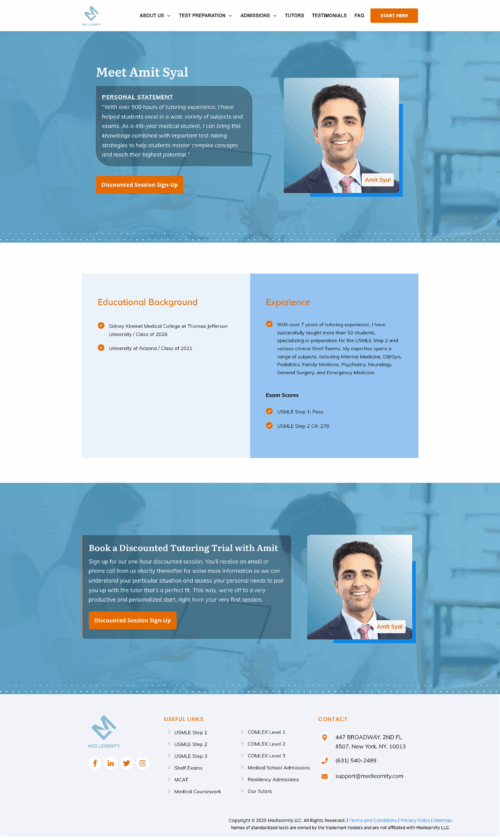 ABOUT US
TEST PREPARATION
ADMISSIONS
TUTORS
TESTIMONIALS
FAQ
START HERE
MED LEARNITY
Meet Amit Syal
PERSONAL STATEMENT
"With over 500 hours of tutoring experience, I have
helped students excel in a wide variety of subjects and
exams. As a 4th-year medical student, I can bring this
knowledge combined with important test-taking
strategies to help students master complex concepts
and reach their highest potential."
Discounted Session Sign-Up
Amit Syal
Educational Background
Sidney Kimmel Medical College at Thomas Jefferson
University / Class of 2026
University of Arizona / Class of 2021
Experience
With over 7 years of tutoring experience, I have
successfully taught more than 50 students,
specializing in preparation for the USMLE Step 2 and
various clinical Shelf Exams. My expertise spans a
range of subjects, including Internal Medicine, OB/Gyn,
Pediatrics, Family Medicine, Psychiatry, Neurology,
General Surgery, and Emergency Medicine.
Exam Scores
USMLE Step 1: Pass
USMLE Step 2 CK: 270
Book a Discounted Tutoring Trial with Amit
Sign up for our one-hour discounted session. You'll receive an email or
phone call from us shortly thereafter for some more information so we can
understand your particular situation and assess your personal needs to pair
you up with the tutor that's a perfect fit. This way, we're off to a very
productive and personalized start, right from your very first session.
Discounted Session Sign-Up
Amit Syal
MED LEARNITY
USEFUL LINKS
USMLE Step 1
USMLE Step 2
USMLE Step 3
Shelf Exams
MCAT
Medical Coursework
COMLEX Level 1
COMLEX Level 2
COMLEX Level 3
Medical School Admissions
Residency Admissions
Our Tutors
CONTACT
447 BROADWAY, 2ND FL
#507, New York, NY, 10013
(631) 540-2499
support@medlearnity.com
Copyright © 2025 Medlearnity LLC. All Rights Reserved. | Terms and Conditions | Privacy Policy | Sitemap
Names of standardized tests are owned by the trademark holders and are not affiliated with Medlearnity LLC.